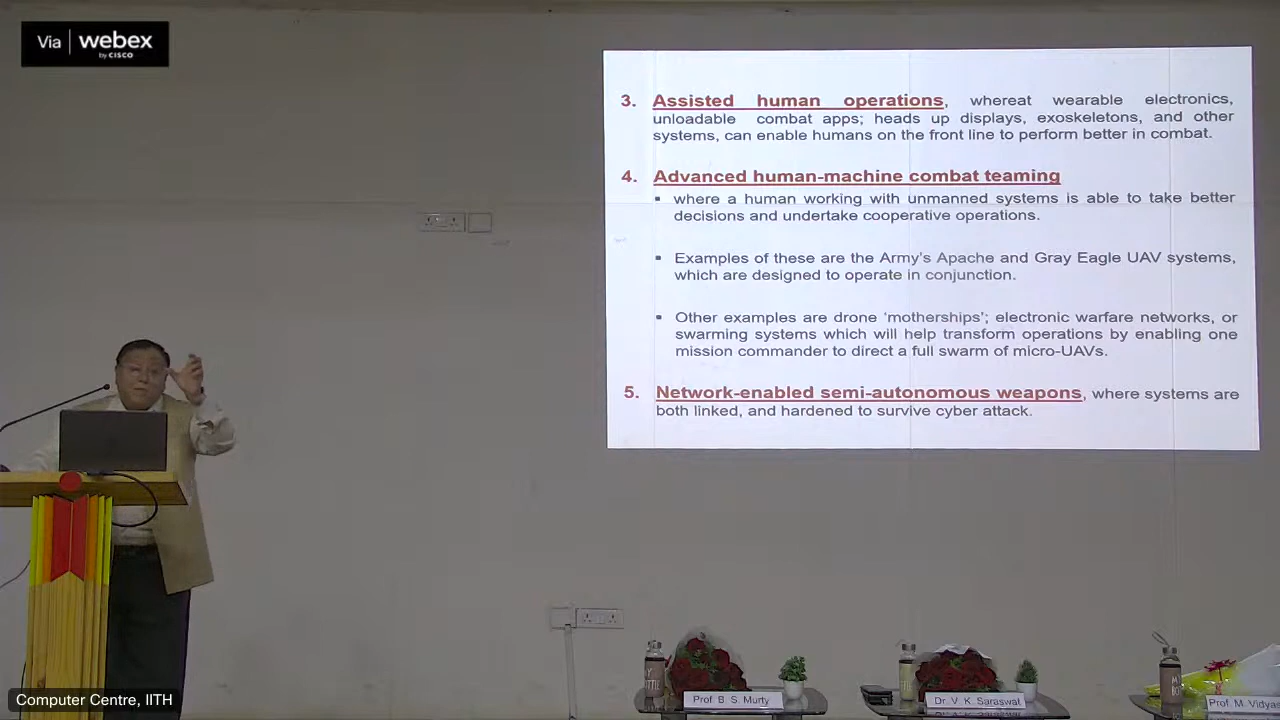 Via webex
by CISCO
3. Assisted human operations, whereat wearable electronics,
unloadable combat apps; heads up displays, exoskeletons, and other
systems, can enable humans on the front line to perform better in combat.
4. Advanced human-machine combat teaming
▪ where a human working with unmanned systems is able to take better
decisions and undertake cooperative operations.
▪ Examples of these are the Army's Apache and Gray Eagle UAV systems,
which are designed to operate in conjunction.
▪ Other examples are drone 'motherships'; electronic warfare networks, or
swarming systems which will help transform operations by enabling one
mission commander to direct a full swarm of micro-UAVs.
5. Network-enabled semi-autonomous weapons, where systems are
both linked, and hardened to survive cyber attack.
Prof B. S. Murty
Dr. V. K. Saraswat
Prof. M. Vidyas
Computer Centre, IITH